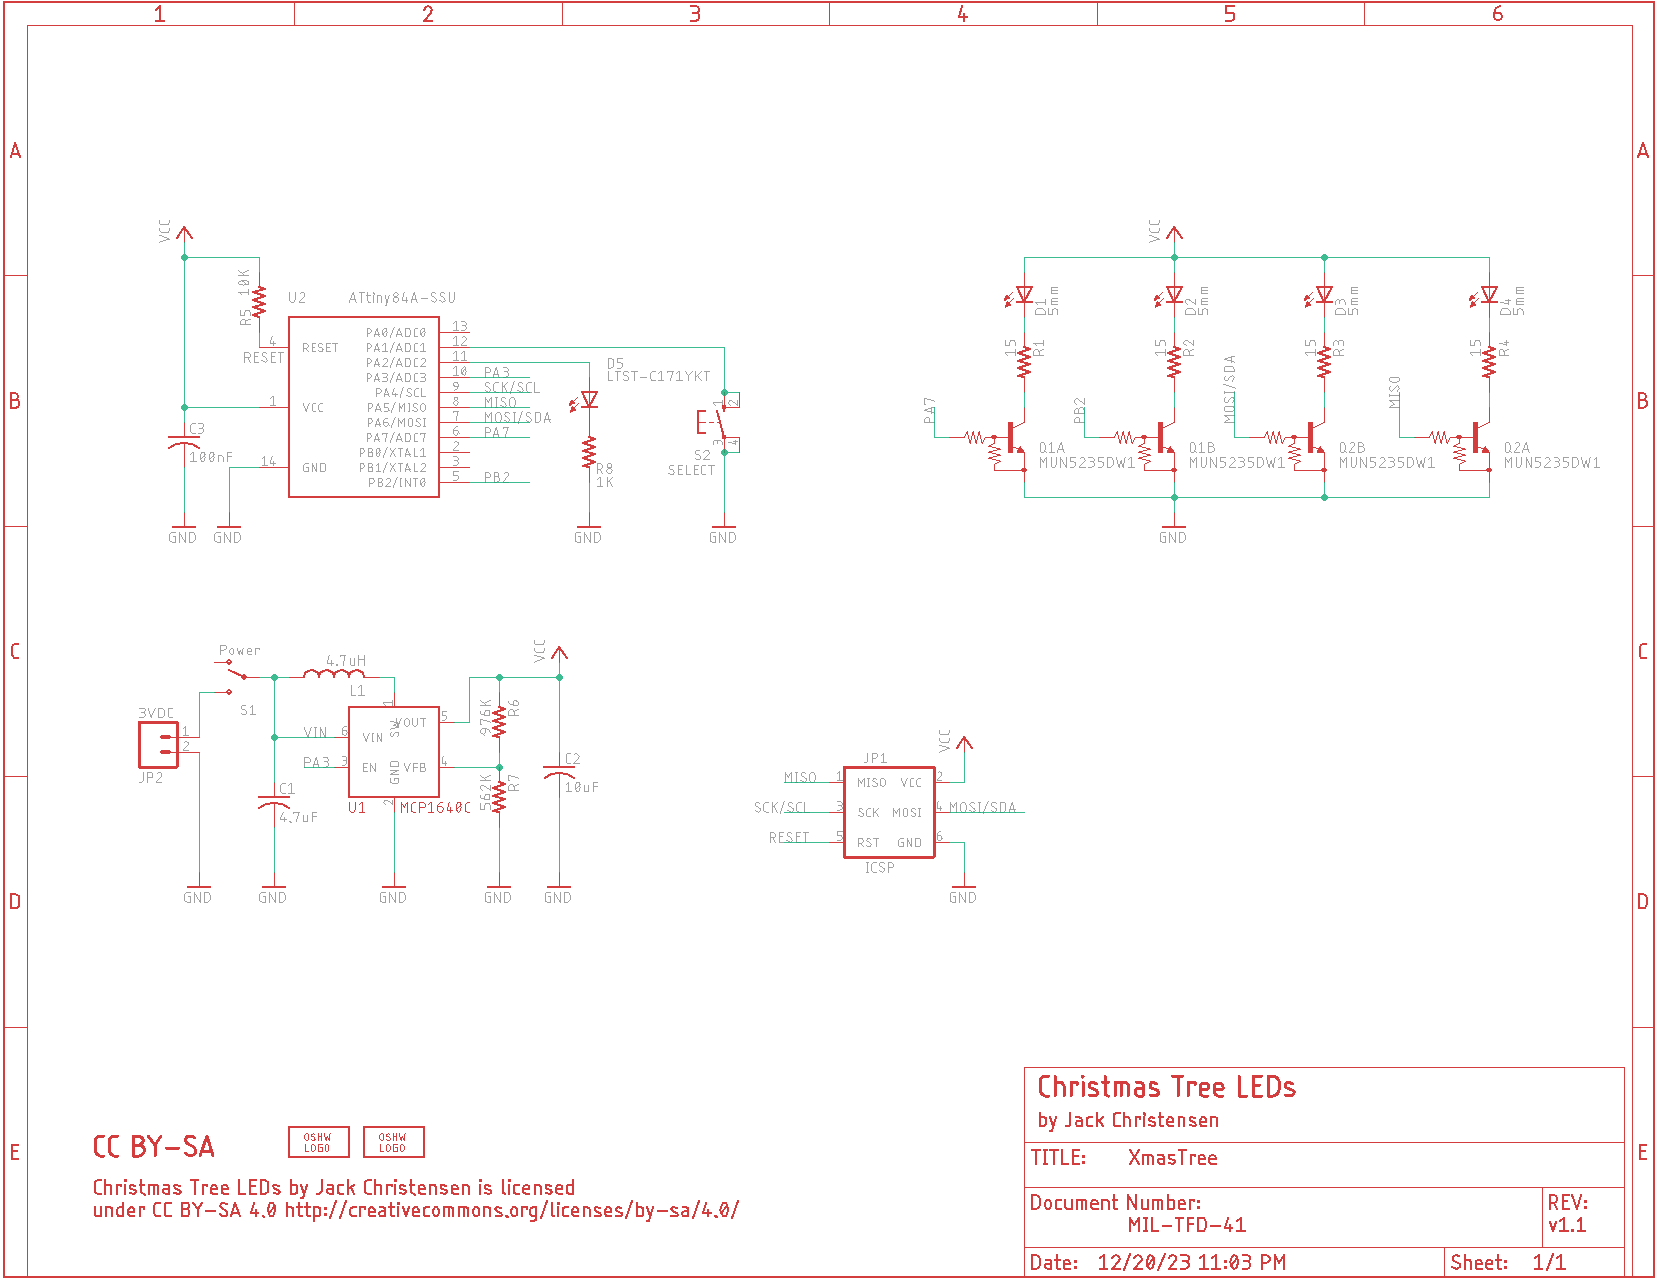 1 2 3 4 5 6
A A
B B
C C
D D
E E
VCC
R5 10K
U2 ATtiny84A-SSU
4 RESET
RESET
1 VCC
14 GND
PA0/ADC0 13
PA1/ADC1 12
PA2/ADC2 11
PA3/ADC3 10 PA3
PA4/SCL 9 SCK/SCL
PA5/MISO 8 MISO
PA6/MOSI 7 MOSI/SDA
PA7/ADC7 6 PA7
PB0/XTAL1 2
PB1/XTAL2 3
PB2/INT0 5 PB2
C3
100nF
D5
LTST-C171YKT
R8
1K
1 2
3 4
S2
SELECT
GND GND GND GND
VCC
D1 5mm
D2 5mm
D3 5mm
D4 5mm
15 R1
15 R2
15 R3
15 R4
PA7
PB2
MOSI/SDA
MISO
Q1A
MUN5235DW1
Q1B
MUN5235DW1
Q2B
MUN5235DW1
Q2A
MUN5235DW1
GND
Power
S1
4.7uH
L1
VCC
3VDC
1
2
JP2
VIN 6 VIN
PA3 3 EN
1 SW
VOUT 5
VFB 4
GND 2
U1 MCP1640C
976K R6
562K R7
C1
4.7uF
C2
10uF
GND GND GND GND GND
JP1
VCC
MISO 1 MISO VCC 2
SCK/SCL 3 SCK MOSI 4 MOSI/SDA
RESET 5 RST GND 6
ICSP
GND
CC BY-SA
OSHW
LOGO
OSHW
LOGO
Christmas Tree LEDs by Jack Christensen is licensed
under CC BY-SA 4.0 http://creativecommons.org/licenses/by-sa/4.0/
Christmas Tree LEDs
by Jack Christensen
TITLE: XmasTree
Document Number:
MIL-TFD-41
REV:
v1.1
Date: 12/20/23 11:03 PM
Sheet: 1/1
1 2 3 4 5 6